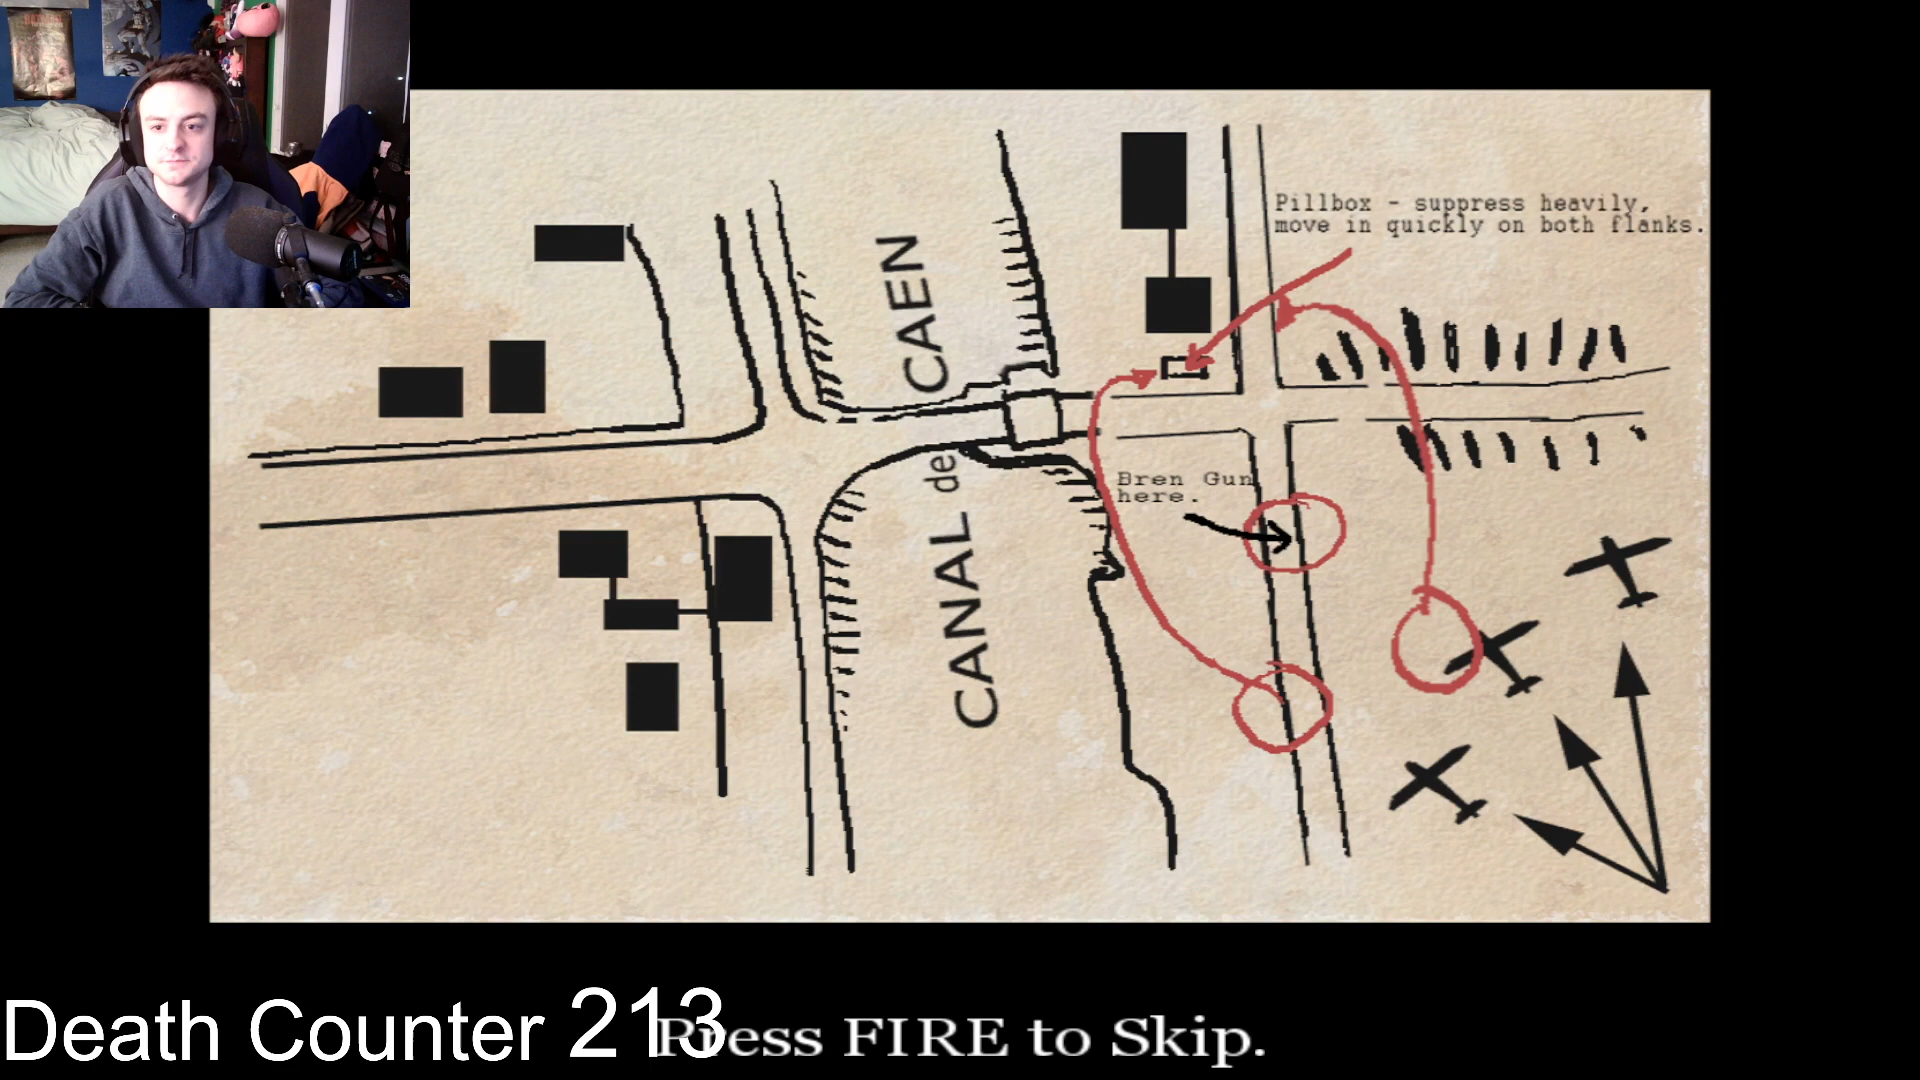 Pillbox - suppress heavily,
move in quickly on both flanks.
CANAL de CAEN
Bren Gun
here.
Death Counter 213
Press FIRE to Skip.